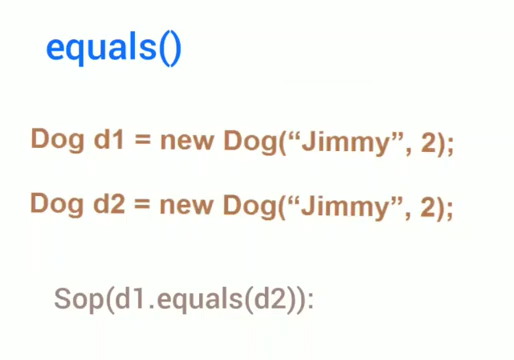 equals()
Dog d1 = new Dog(“Jimmy”, 2);
Dog d2 = new Dog(“Jimmy”, 2);
Sop(d1.equals(d2)):